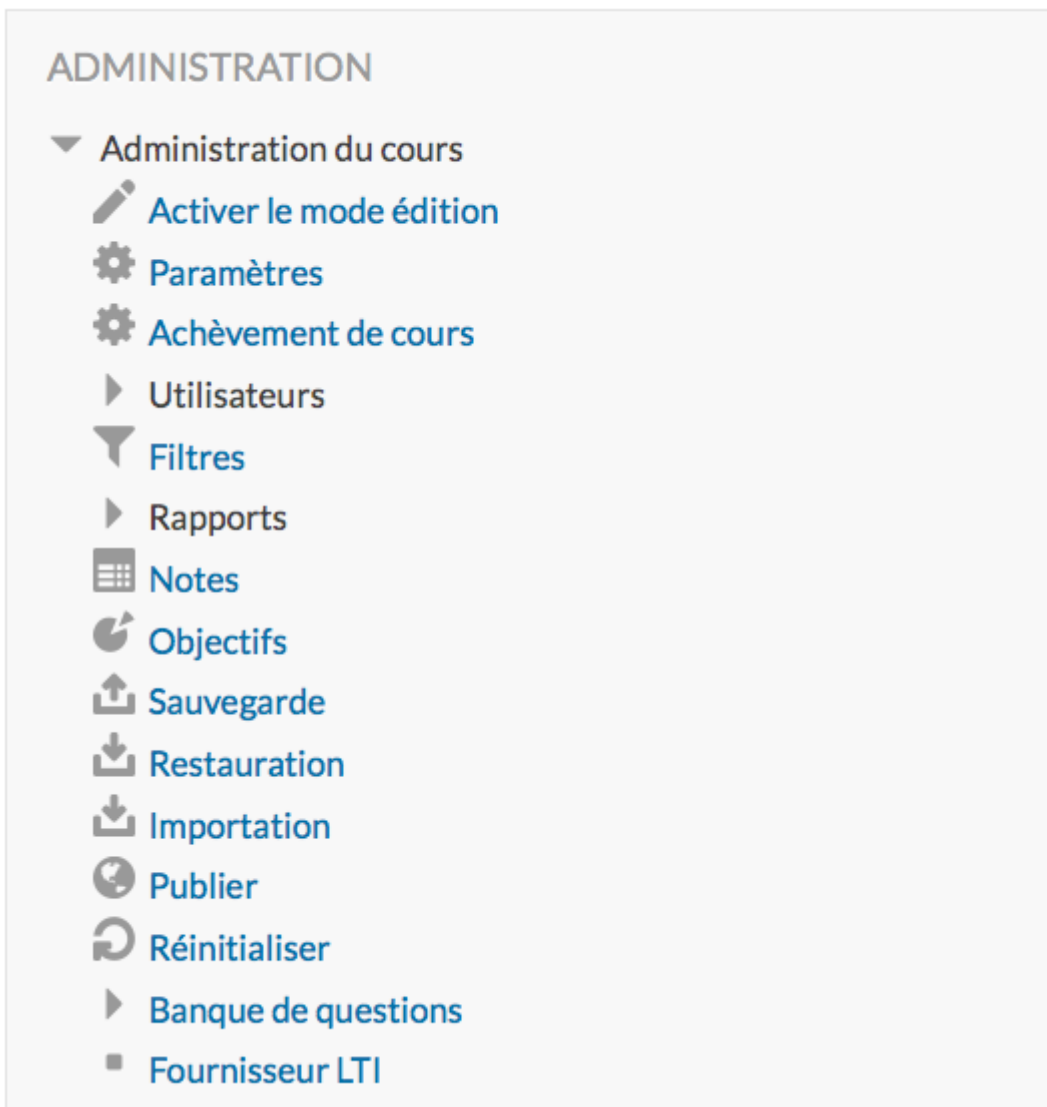 ADMINISTRATION
Administration du cours
Activer le mode édition
Paramètres
Achèvement de cours
Utilisateurs
Filtres
Rapports
Notes
Objectifs
Sauvegarde
Restauration
Importation
Publier
Réinitialiser
Banque de questions
Fournisseur LTI